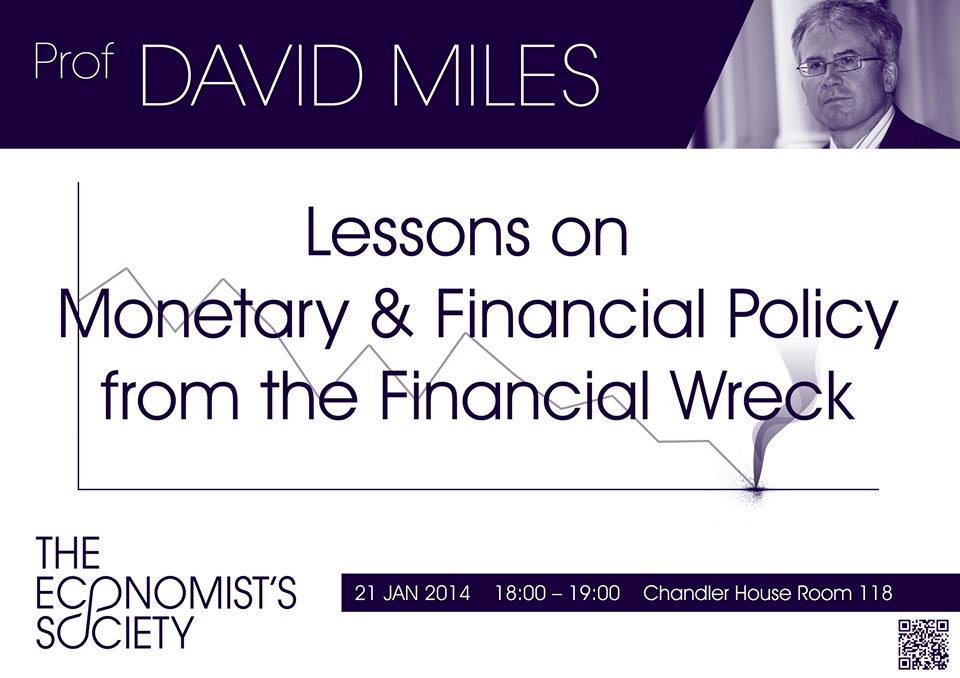 Prof DAVID MILES
Lessons on
Monetary & Financial Policy
from the Financial Wreck
THE
ECONOMIST'S
SOCIETY
21 JAN 2014 18:00 – 19:00 Chandler House Room 118